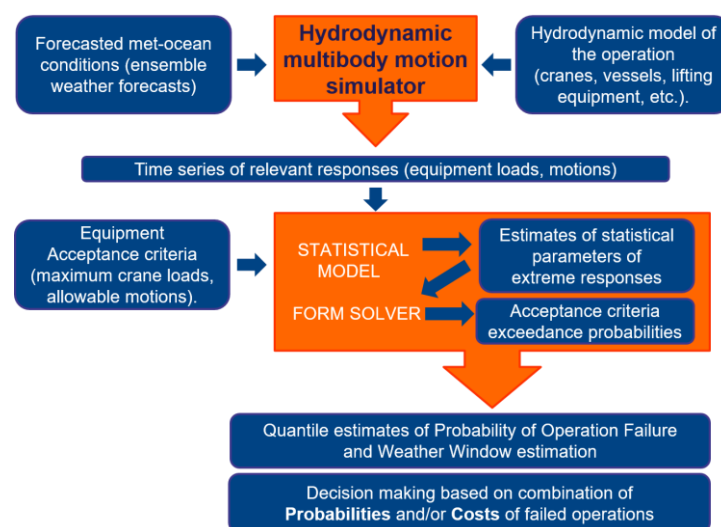 Forecasted met-ocean
conditions (ensemble
weather forecasts)
Hydrodynamic
multibody motion
simulator
Hydrodynamic model of
the operation
(cranes, vessels, lifting
equipment, etc.).
Time series of relevant responses (equipment loads, motions)
Equipment
Acceptance criteria
(maximum crane loads,
allowable motions).
STATISTICAL
MODEL
Estimates of statistical
parameters of
extreme responses
FORM SOLVER
Acceptance criteria
exceedance probabilities
Quantile estimates of Probability of Operation Failure
and Weather Window estimation
Decision making based on combination of
Probabilities and/or Costs of failed operations